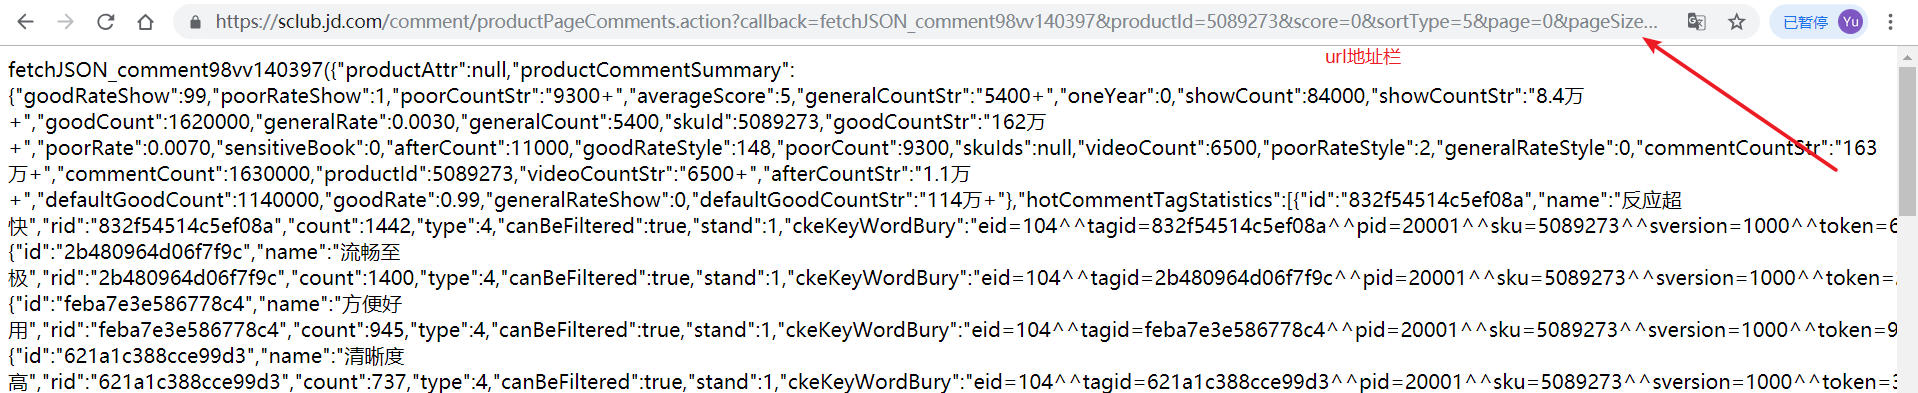 https://sclub.jd.com/comment/productPageComments.action?callback=fetchJSON_comment98vv140397&productId=5089273&score=0&sortType=5&page=0&pageSize...
已暂停 Yu
url地址栏
fetchJSON_comment98vv140397({"productAttr":null,"productCommentSummary":
{"goodRateShow":99,"poorRateShow":1,"poorCountStr":"9300+","averageScore":5,"generalCountStr":"5400+","oneYear":0,"showCount":84000,"showCountStr":"8.4万
+","goodCount":1620000,"generalRate":0.0030,"generalCount":5400,"skuId":5089273,"goodCountStr":"162万
+","poorRate":0.0070,"sensitiveBook":0,"afterCount":11000,"goodRateStyle":148,"poorCount":9300,"skuIds":null,"videoCount":6500,"poorRateStyle":2,"generalRateStyle":0,"commentCountStr":"163
万+","commentCount":1630000,"productId":5089273,"videoCountStr":"6500+","afterCountStr":"1.1万
+","defaultGoodCount":1140000,"goodRate":0.99,"generalRateShow":0,"defaultGoodCountStr":"114万+"},"hotCommentTagStatistics":[{"id":"832f54514c5ef08a","name":"反应超
快","rid":"832f54514c5ef08a","count":1442,"type":4,"canBeFiltered":true,"stand":1,"ckeKeyWordBury":"eid=104^^tagid=832f54514c5ef08a^^pid=20001^^sku=5089273^^sversion=1000^^token=6
{"id":"2b480964d06f7f9c","name":"流畅至
极","rid":"2b480964d06f7f9c","count":1400,"type":4,"canBeFiltered":true,"stand":1,"ckeKeyWordBury":"eid=104^^tagid=2b480964d06f7f9c^^pid=20001^^sku=5089273^^sversion=1000^^token=
{"id":"feba7e3e586778c4","name":"方便好
用","rid":"feba7e3e586778c4","count":945,"type":4,"canBeFiltered":true,"stand":1,"ckeKeyWordBury":"eid=104^^tagid=feba7e3e586778c4^^pid=20001^^sku=5089273^^sversion=1000^^token=9
{"id":"621a1c388cce99d3","name":"清晰度
高","rid":"621a1c388cce99d3","count":737,"type":4,"canBeFiltered":true,"stand":1,"ckeKeyWordBury":"eid=104^^tagid=621a1c388cce99d3^^pid=20001^^sku=5089273^^sversion=1000^^token=3